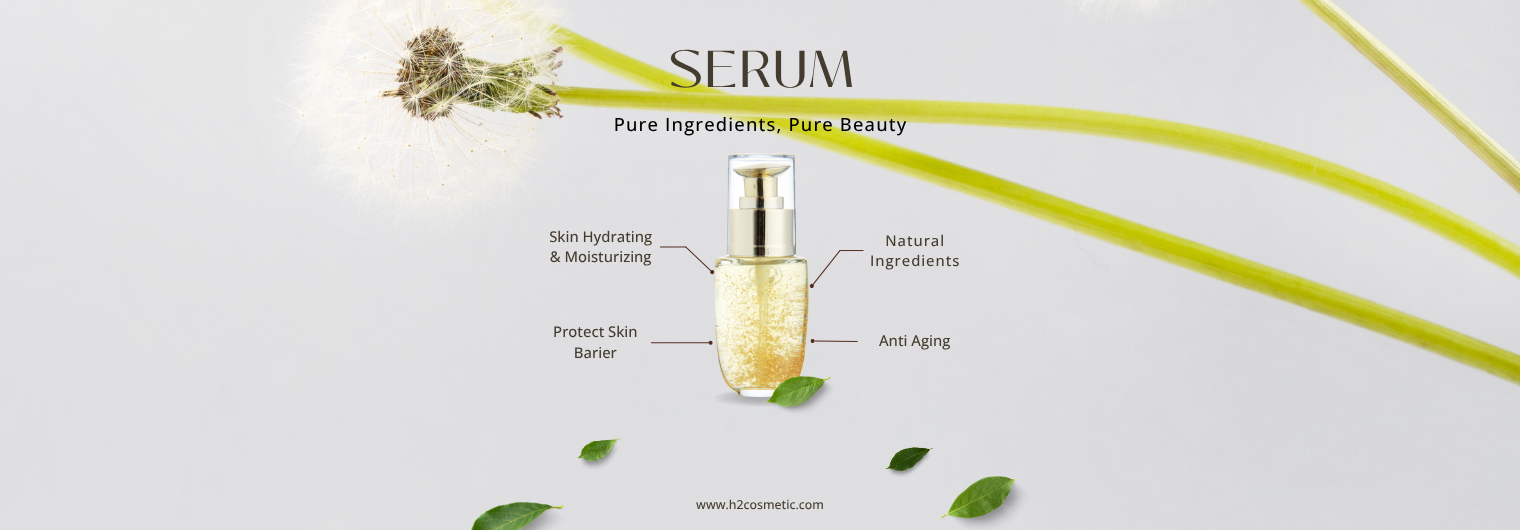 SERUM
Pure Ingredients, Pure Beauty
Skin Hydrating
& Moisturizing
Natural
Ingredients
Protect Skin
Barier
Anti Aging
www.h2cosmetic.com